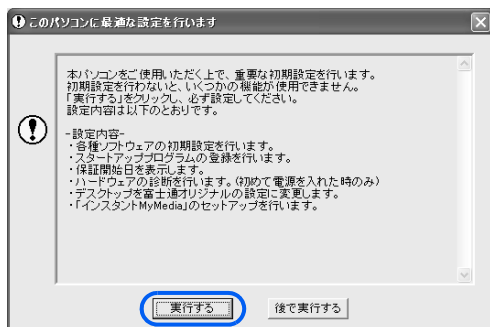 このパソコンに最適な設定を行います
本パソコンをご使用いただく上で、重要な初期設定を行います。
初期設定を行わないと、いくつかの機能が使用できません。
「実行する」をクリックし、必ず設定してください。
設定内容は以下のとおりです。
-設定内容-
・各種ソフトウェアの初期設定を行います。
・スタートアッププログラムの登録を行います。
・保証開始日を表示します。
・ハードウェアの診断を行います。(初めて電源を入れた時のみ)
・デスクトップを富士通オリジナルの設定に変更します。
・「インスタントMyMedia」のセットアップを行います。
実行する
後で実行する